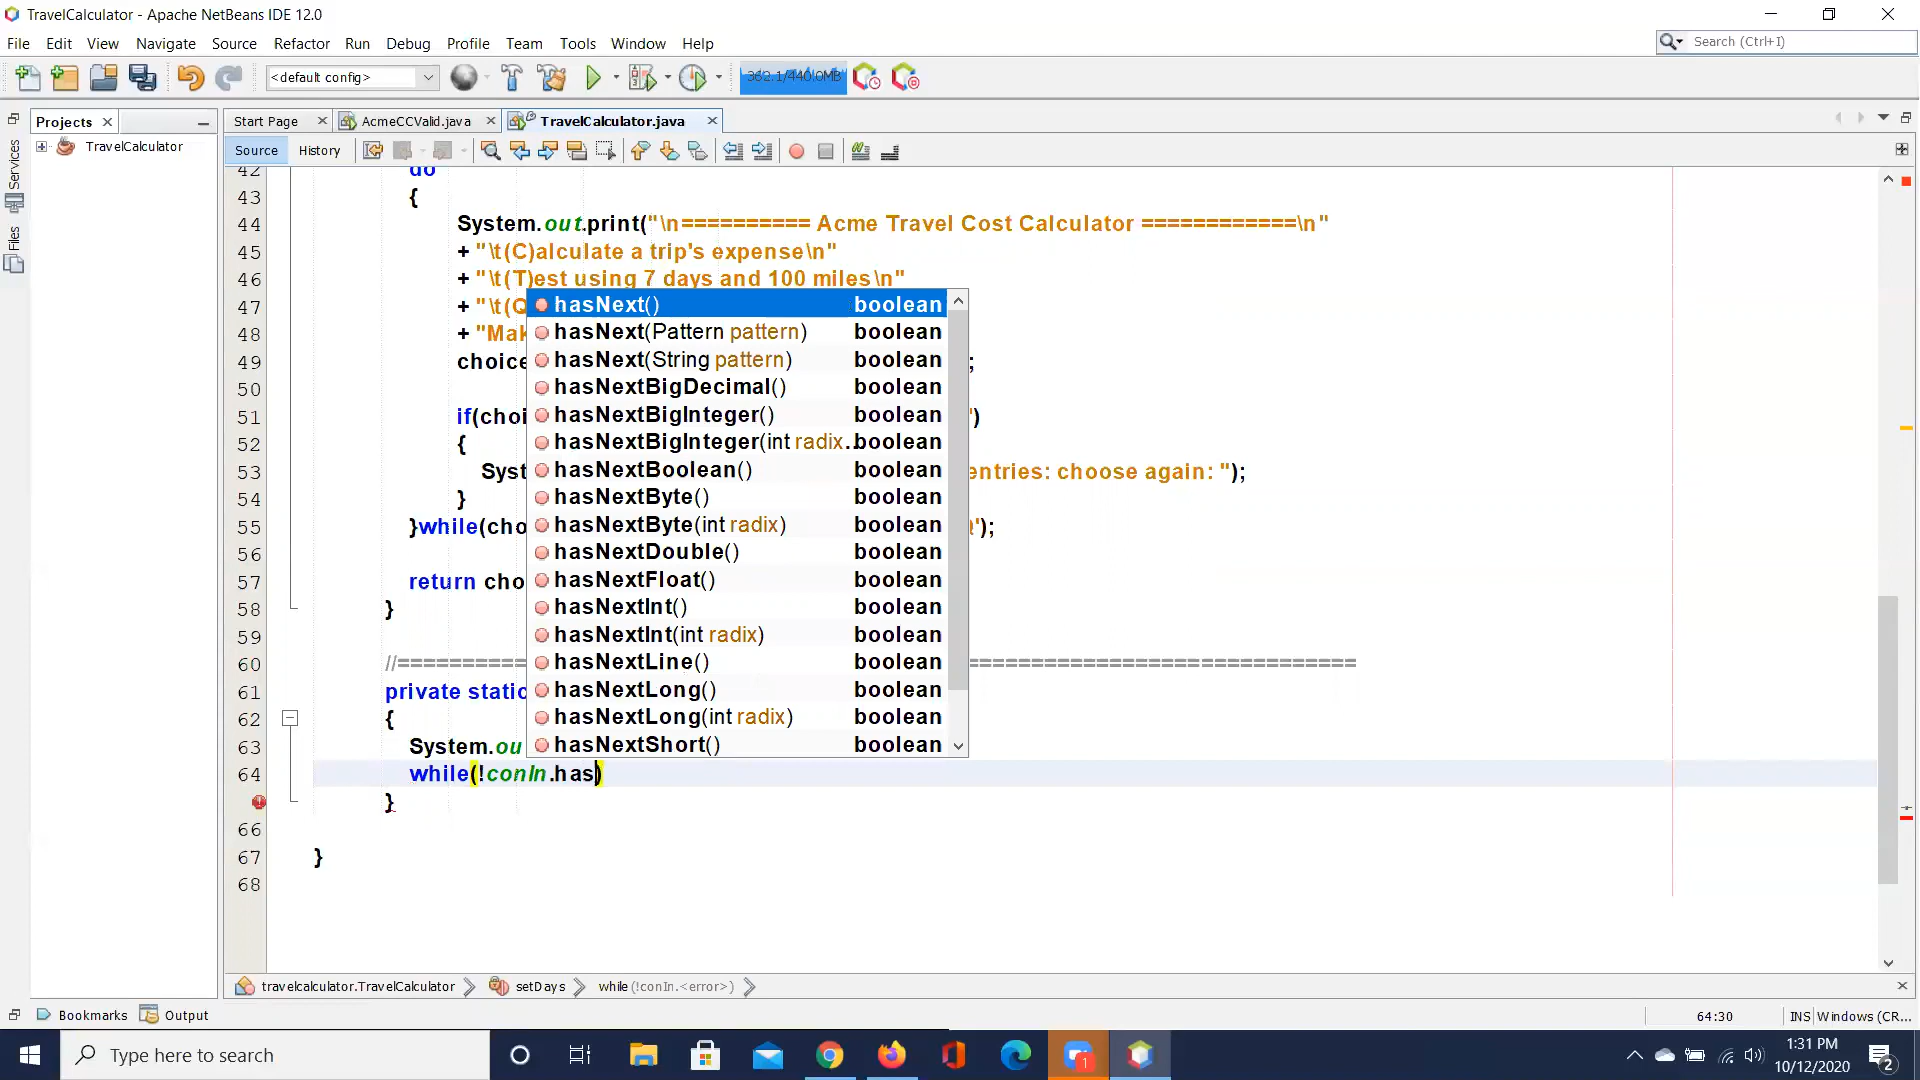 TravelCalculator - Apache NetBeans IDE 12.0
File Edit View Navigate Source Refactor Run Debug Profile Team Tools Window Help
Search (Ctrl+I)
<default config>
362.1/440.0MB
Projects
Start Page
AcmeCCValid.java
TravelCalculator.java
TravelCalculator
Source
History
Services
Files
42 do
43 {
44 System.out.print("\n========== Acme Travel Cost Calculator ============\n"
45 + "\t(C)alculate a trip's expense\n"
46 + "\t(T)est using 7 days and 100 miles\n"
47 + "\t(Q
48 + "Mak
49 choice ;
50
51 if(choi ')
52 {
53 Syst entries: choose again: ");
54 }
55 }while(cho ');
56
57 return cho
58 }
59
60 //===========================================================
61 private static
62 {
63 System.ou
64 while(!conIn.has)
}
66
67 }
68
hasNext() boolean
hasNext(Pattern pattern) boolean
hasNext(String pattern) boolean
hasNextBigDecimal() boolean
hasNextBigInteger() boolean
hasNextBigInteger(int radix... boolean
hasNextBoolean() boolean
hasNextByte() boolean
hasNextByte(int radix) boolean
hasNextDouble() boolean
hasNextFloat() boolean
hasNextInt() boolean
hasNextInt(int radix) boolean
hasNextLine() boolean
hasNextLong() boolean
hasNextLong(int radix) boolean
hasNextShort() boolean
travelcalculator.TravelCalculator
setDays
while (!conIn.<error>)
Bookmarks
Output
64:30
INS
Windows (CR...
Type here to search
1
1:31 PM
10/12/2020
2